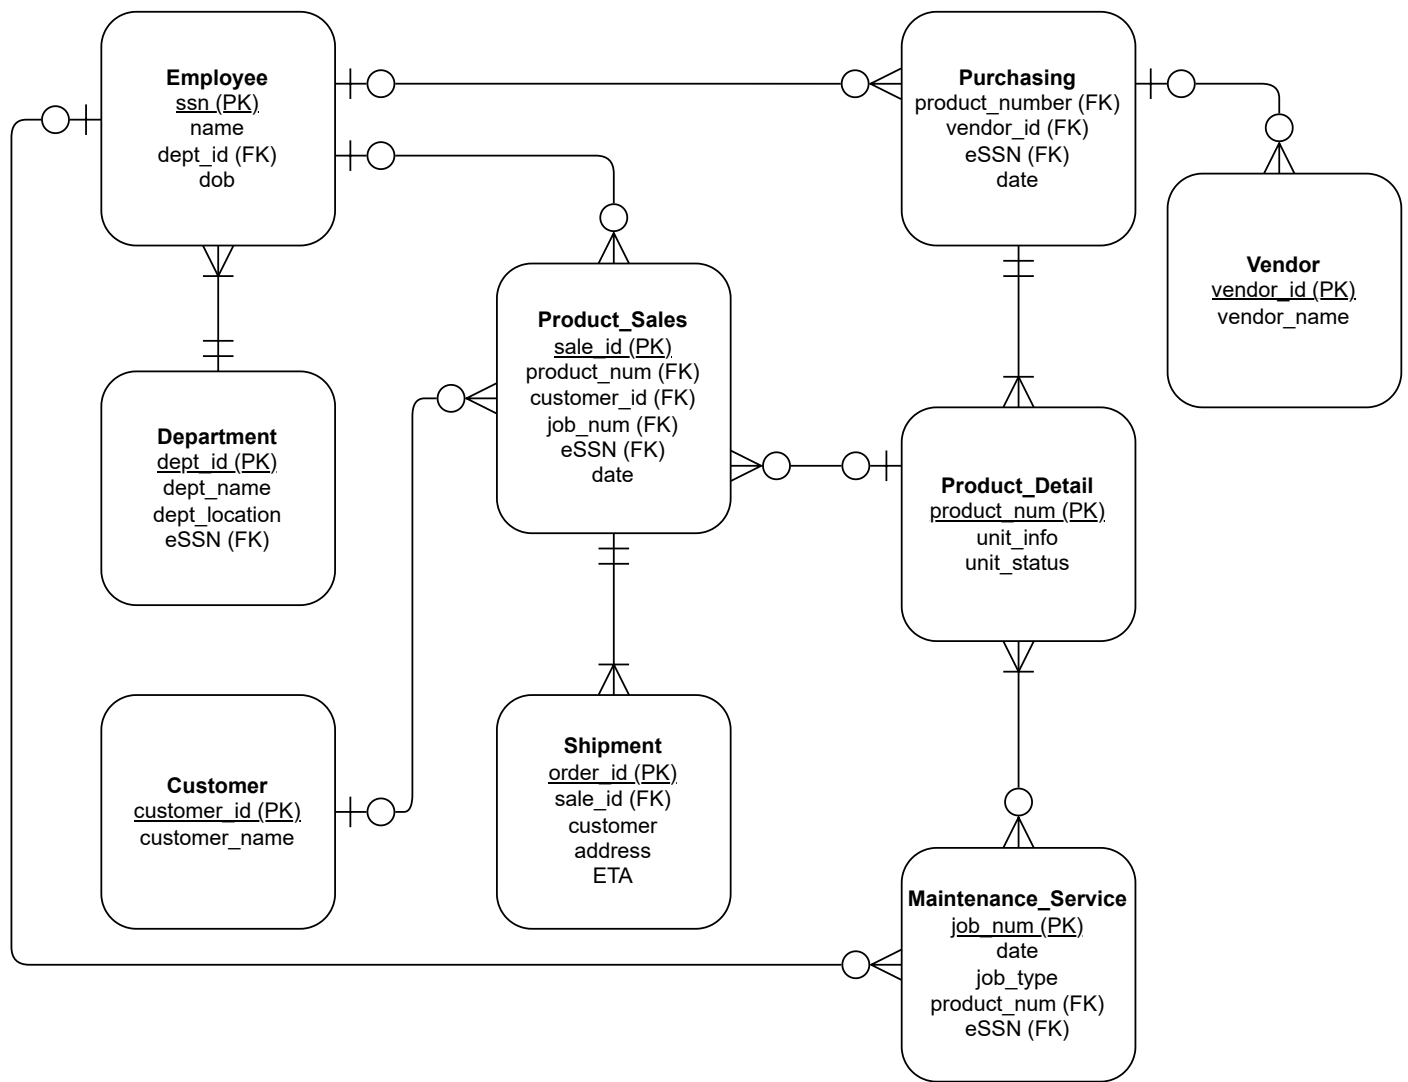 Employee
ssn (PK)
name
dept_id (FK)
dob
Purchasing
product_number (FK)
vendor_id (FK)
eSSN (FK)
date
Vendor
vendor_id (PK)
vendor_name
Product_Sales
sale_id (PK)
product_num (FK)
customer_id (FK)
job_num (FK)
eSSN (FK)
date
Department
dept_id (PK)
dept_name
dept_location
eSSN (FK)
Product_Detail
product_num (PK)
unit_info
unit_status
Customer
customer_id (PK)
customer_name
Shipment
order_id (PK)
sale_id (FK)
customer
address
ETA
Maintenance_Service
job_num (PK)
date
job_type
product_num (FK)
eSSN (FK)